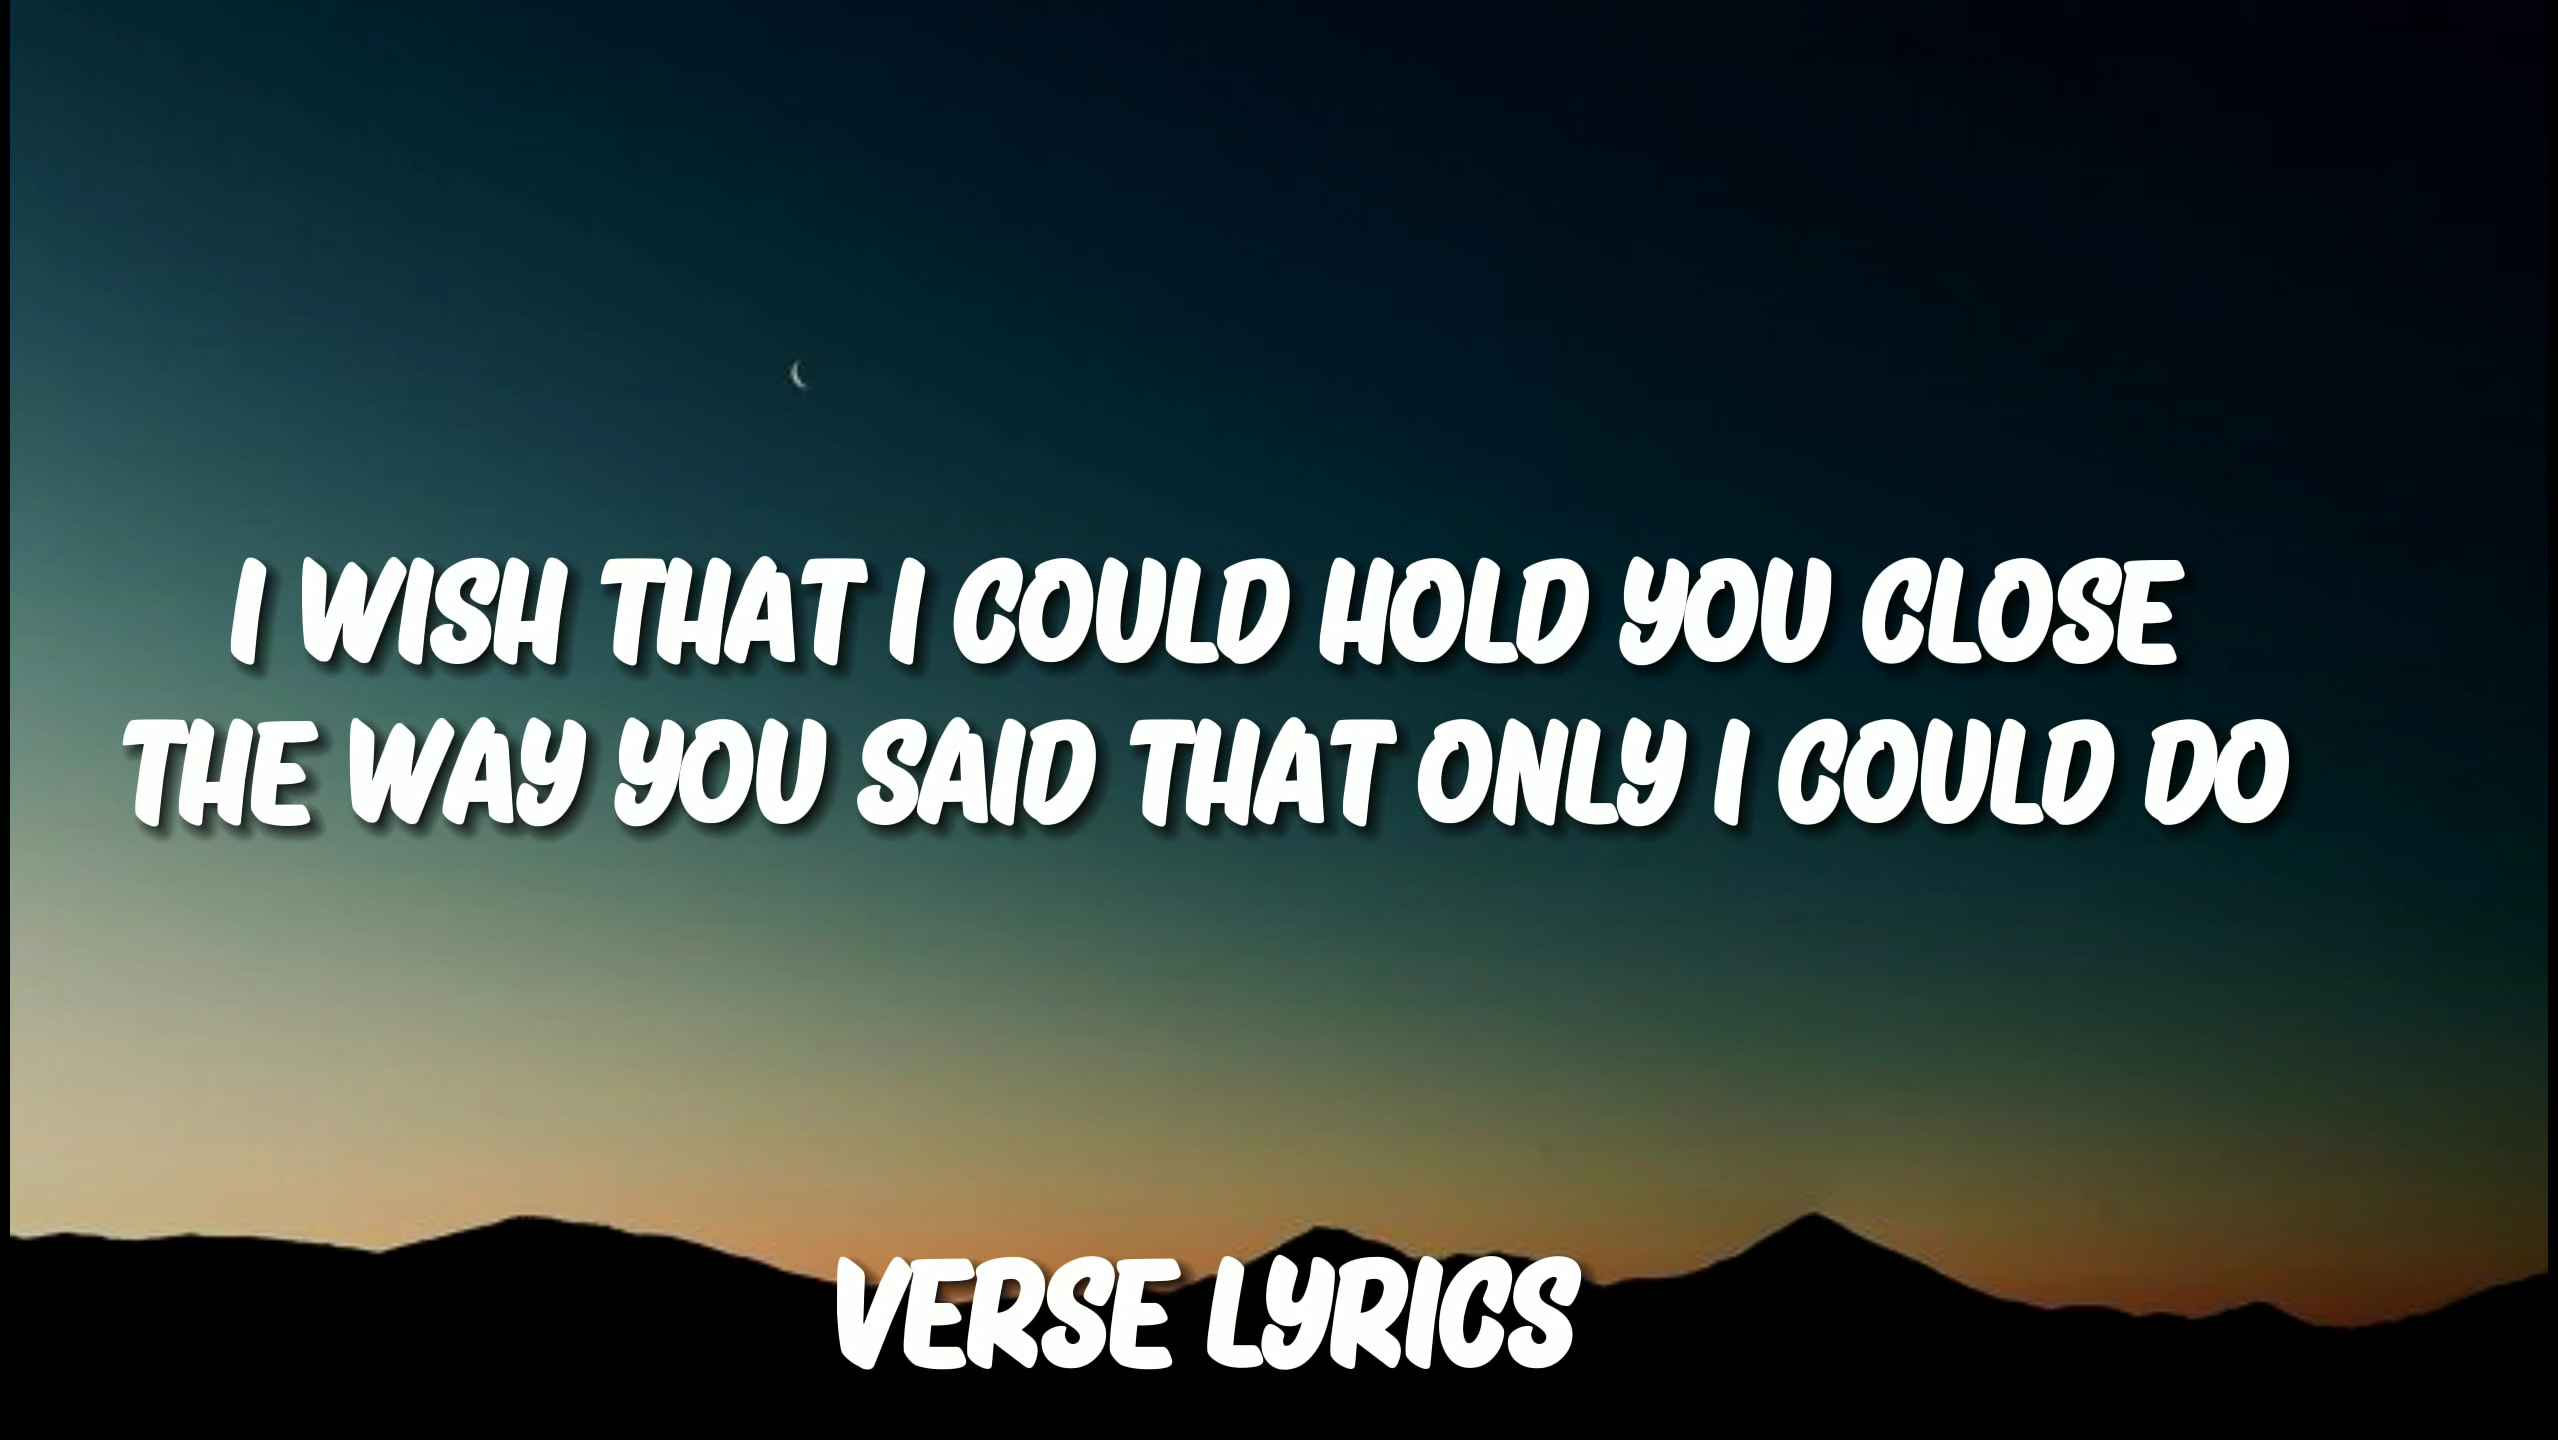 I WISH THAT I COULD HOLD YOU CLOSE
THE WAY YOU SAID THAT ONLY I COULD DO
VERSE LYRICS